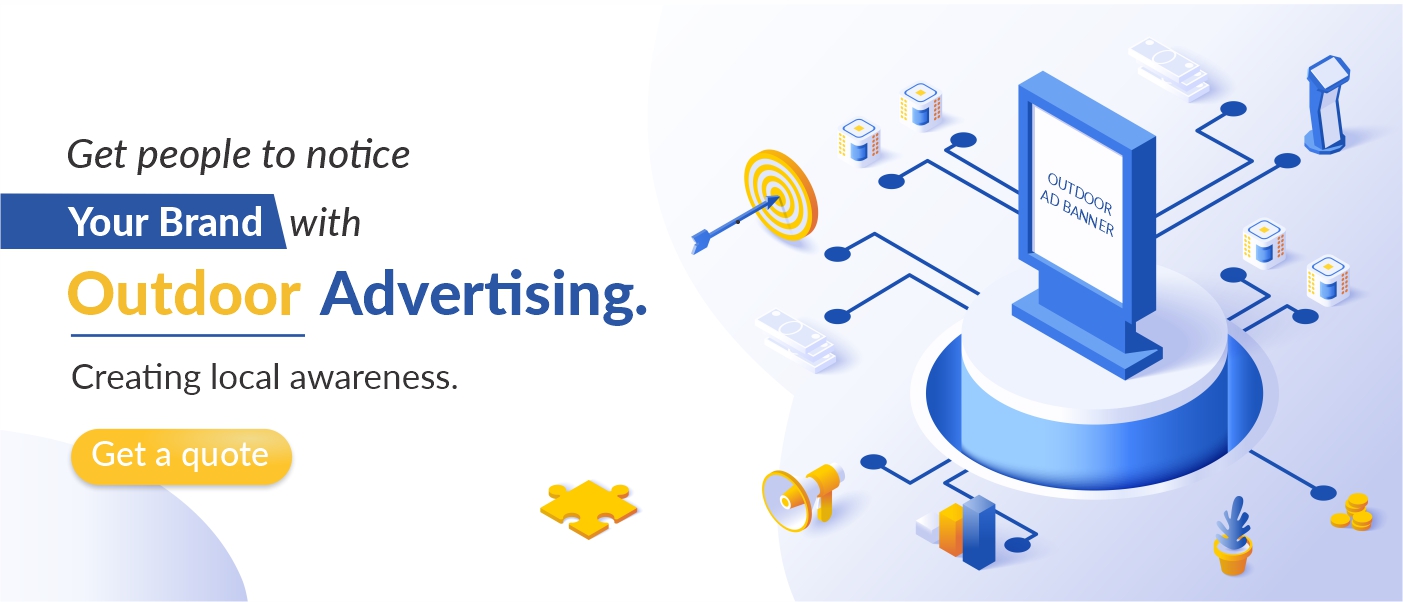 Get people to notice
Your Brand with
Outdoor Advertising.
Creating local awareness.
Get a quote
OUTDOOR
AD BANNER